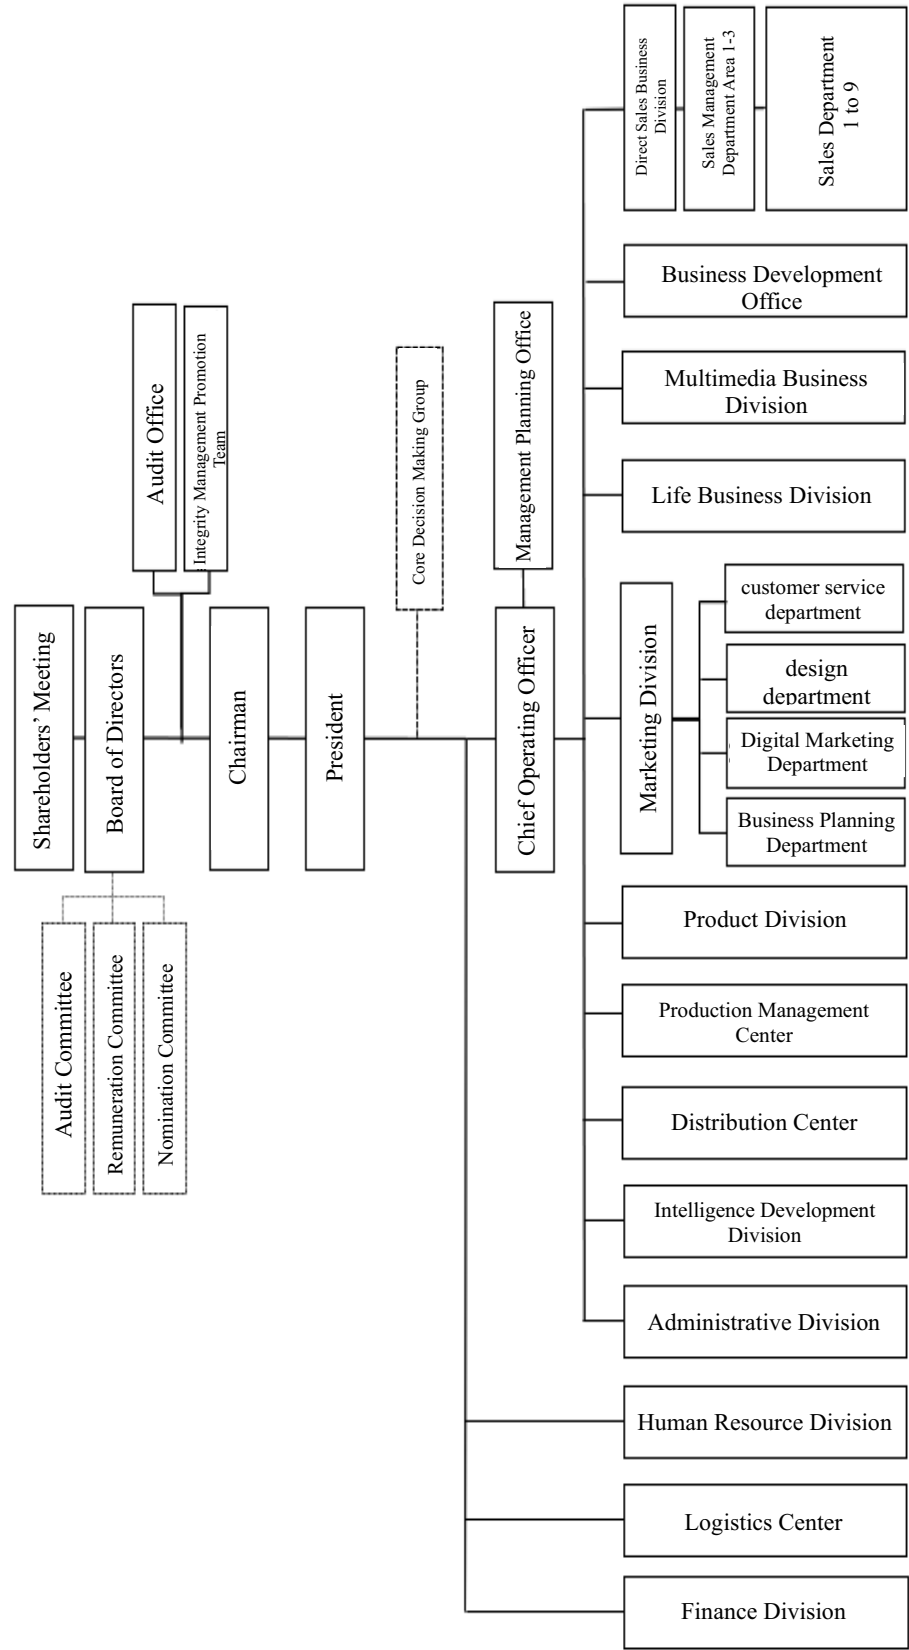 Shareholders’ Meeting
Board of Directors
Audit Committee
Remuneration Committee
Nomination Committee
Audit Office
Integrity Management Promotion
Team
Chairman
President
Core Decision Making Group
Chief Operating Officer
Management Planning Office
Direct Sales Business
Division
Sales Management
Department Area 1-3
Sales Department
1 to 9
Business Development
Office
Multimedia Business
Division
Life Business Division
Marketing Division
customer service
department
design
department
Digital Marketing
Department
Business Planning
Department
Product Division
Production Management
Center
Distribution Center
Intelligence Development
Division
Administrative Division
Human Resource Division
Logistics Center
Finance Division